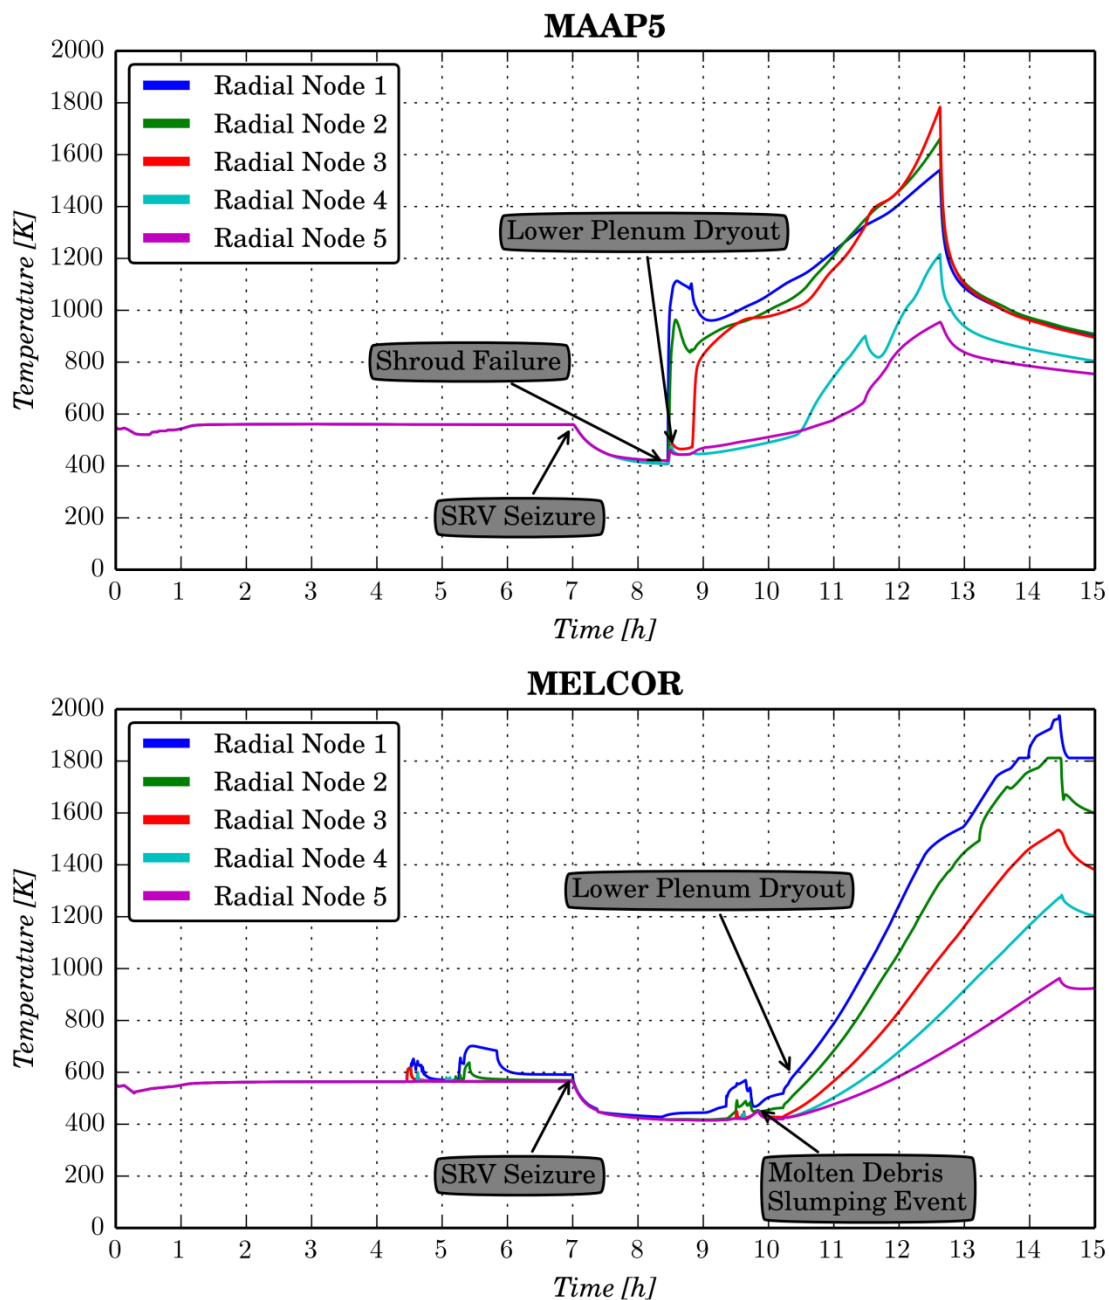 MAAP5
2000
1800
1600
1400
1200
1000
800
600
400
200
0
Temperature [K]
Radial Node 1
Radial Node 2
Radial Node 3
Radial Node 4
Radial Node 5
Lower Plenum Dryout
Shroud Failure
SRV Seizure
0 1 2 3 4 5 6 7 8 9 10 11 12 13 14 15
Time [h]
MELCOR
2000
1800
1600
1400
1200
1000
800
600
400
200
0
Temperature [K]
Radial Node 1
Radial Node 2
Radial Node 3
Radial Node 4
Radial Node 5
Lower Plenum Dryout
SRV Seizure
Molten Debris
Slumping Event
0 1 2 3 4 5 6 7 8 9 10 11 12 13 14 15
Time [h]